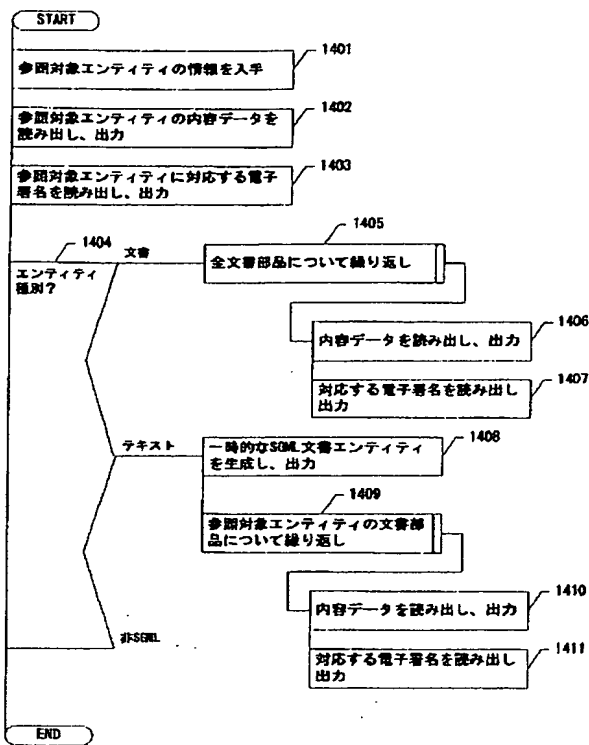 START
1401
参照対象エンティティの情報を入手
1402
参照対象エンティティの内容データを
読み出し、出力
1403
参照対象エンティティに対応する電子
署名を読み出し、出力
1404
エンティティ
種別？
文書
1405
全文書部品について繰り返し
1406
内容データを読み出し、出力
1407
対応する電子署名を読み出し
出力
テキスト
1408
一時的なSGML文書エンティティ
を生成し、出力
1409
参照対象エンティティの文書部
品について繰り返し
1410
内容データを読み出し、出力
1411
対応する電子署名を読み出し
出力
非SGML
END